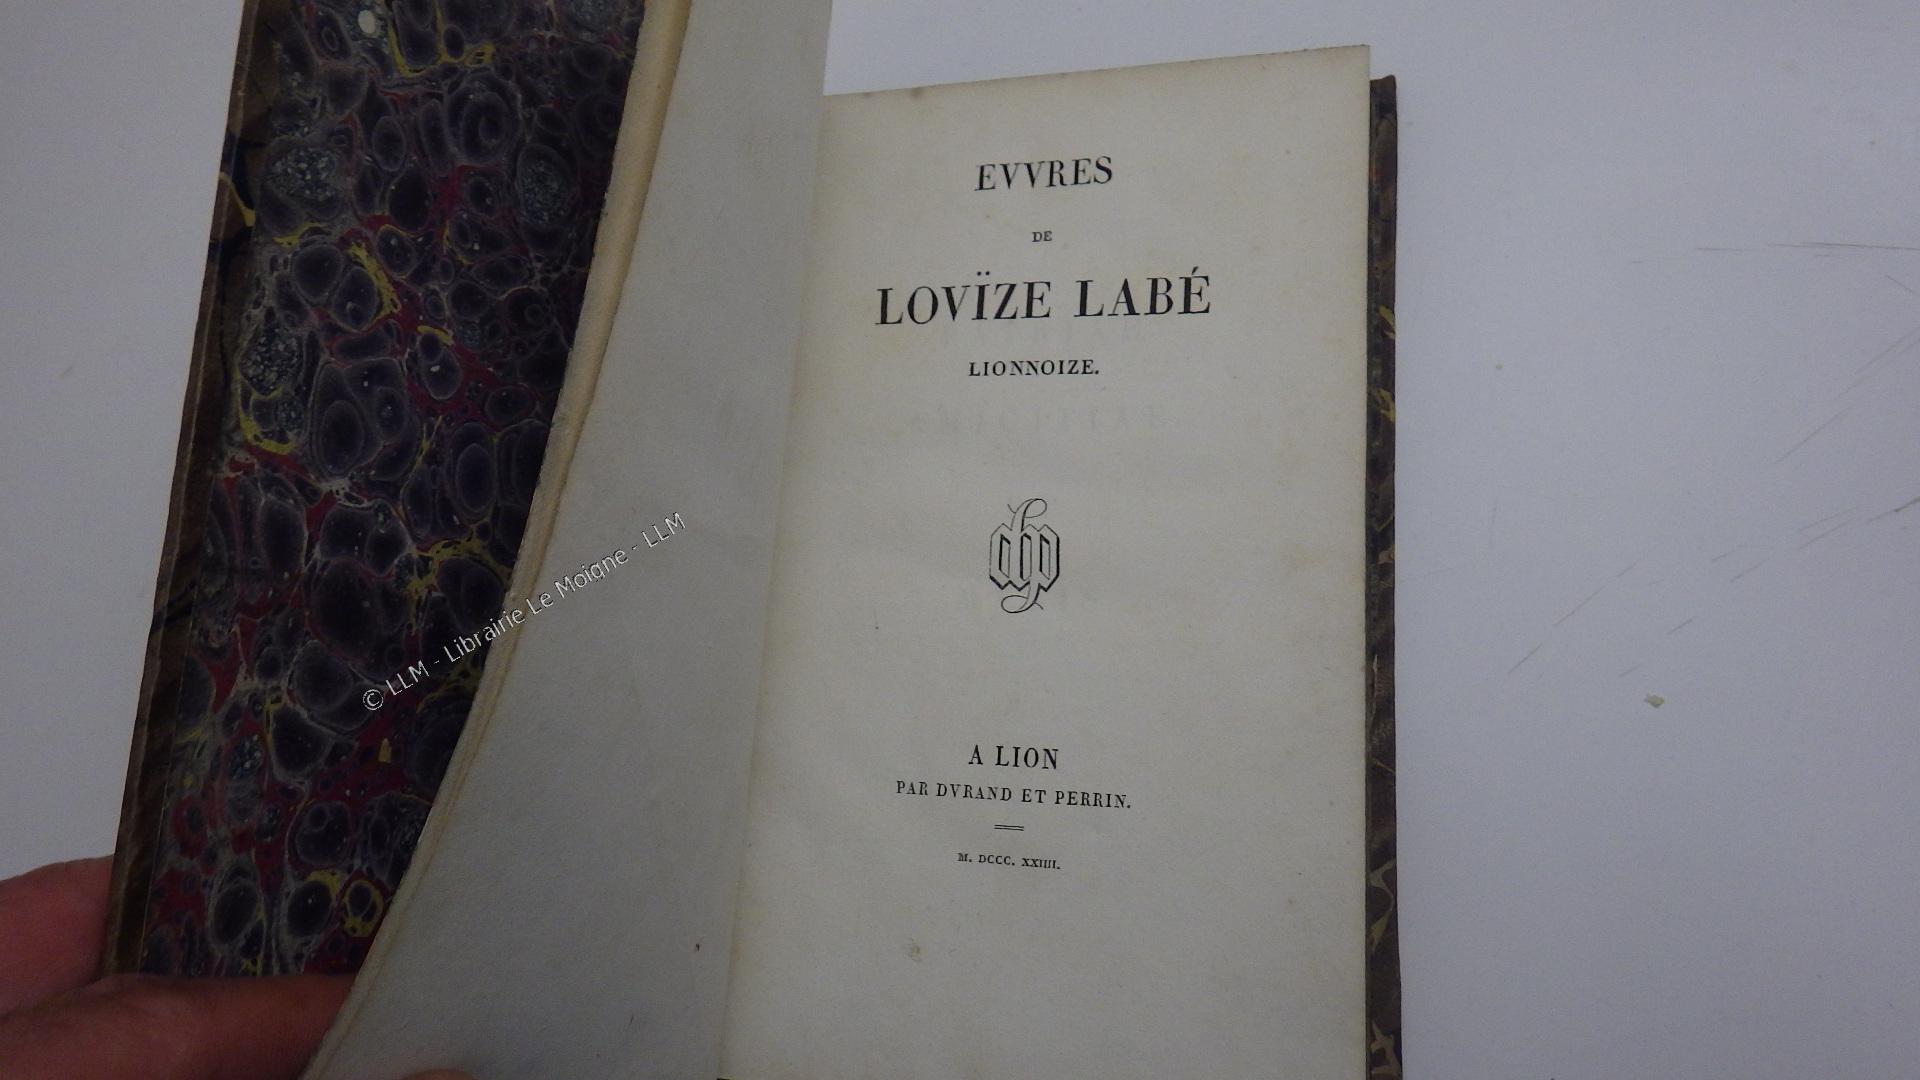 EVVRES
DE
LOVÏZE LABÉ
LIONNOIZE.
A LION
PAR DVRAND ET PERRIN.
M. DCCC. XXIIII.
© LLM - Librairie Le Moigne - LLM